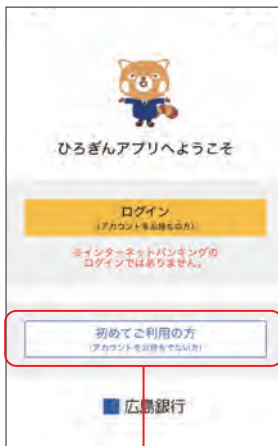 ひろぎんアプリへようこそ
ログイン
(アカウントをお持ちの方)
※インターネットバンキングの
ログインではありません。
初めてご利用の方
(アカウントをお持ちでない方)
広島銀行